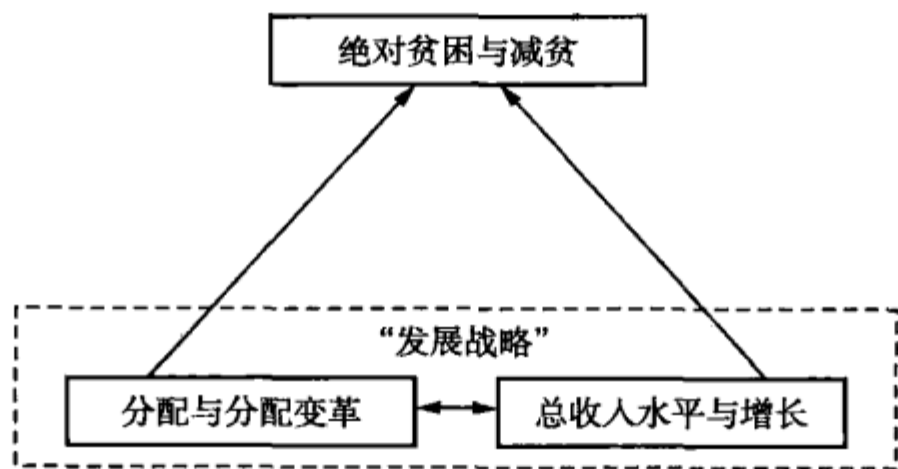 绝对贫困与减贫
“发展战略”
分配与分配变革
总收人水平与增长